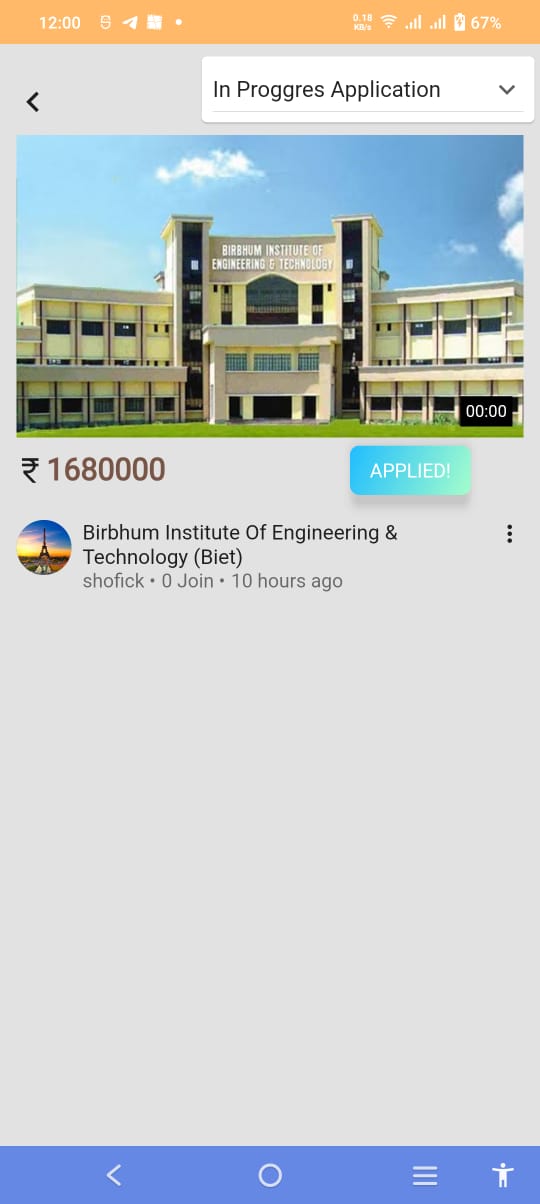 12:00
0.18
KB/s
67%
In Proggres Application
BIRBHUM INSTITUTE OF
ENGINEERING & TECHNOLOGY
00:00
₹ 1680000
APPLIED!
Birbhum Institute Of Engineering &
Technology (Biet)
shofick • 0 Join • 10 hours ago